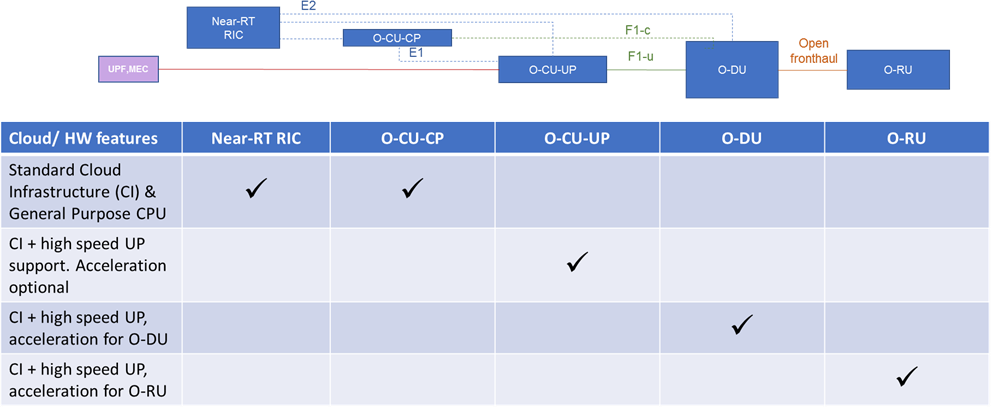 E2
Near-RT
RIC
O-CU-CP
F1-c
E1
UPF,MEC
O-CU-UP
F1-u
O-DU
Open
fronthaul
O-RU
Cloud/ HW features
Near-RT RIC
O-CU-CP
O-CU-UP
O-DU
O-RU
Standard Cloud
Infrastructure (CI) &
General Purpose CPU
✓
✓
CI + high speed UP
support. Acceleration
optional
✓
CI + high speed UP,
acceleration for O-DU
✓
CI + high speed UP,
acceleration for O-RU
✓